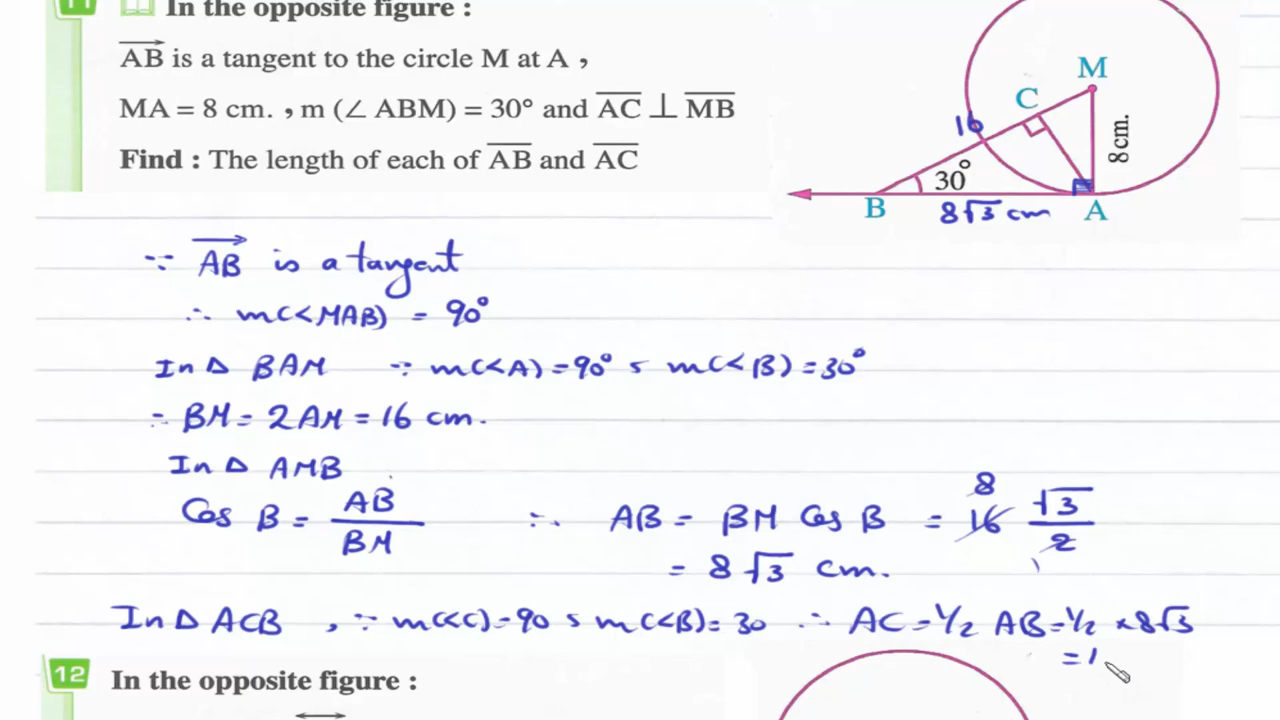 11 In the opposite figure :
AB is a tangent to the circle M at A ,
MA = 8 cm. , m (∠ ABM) = 30° and AC ⊥ MB
Find : The length of each of AB and AC
M
C
16
8 cm.
30°
B
8√3 cm
A
∵ AB is a tangent
∴ m(<MAB) = 90°
In Δ BAM ∵ m(<A) = 90° , m(<B) = 30°
∴ BM = 2AM = 16 cm.
In Δ AMB
Cos B = AB/BM ∴ AB = BM Cos B = 16 8 √3/2 1
= 8√3 cm.
In Δ ACB , ∵ m(<C) = 90 , m(<B) = 30 ∴ AC = 1/2 AB = 1/2 × 8√3
=
12 In the opposite figure :